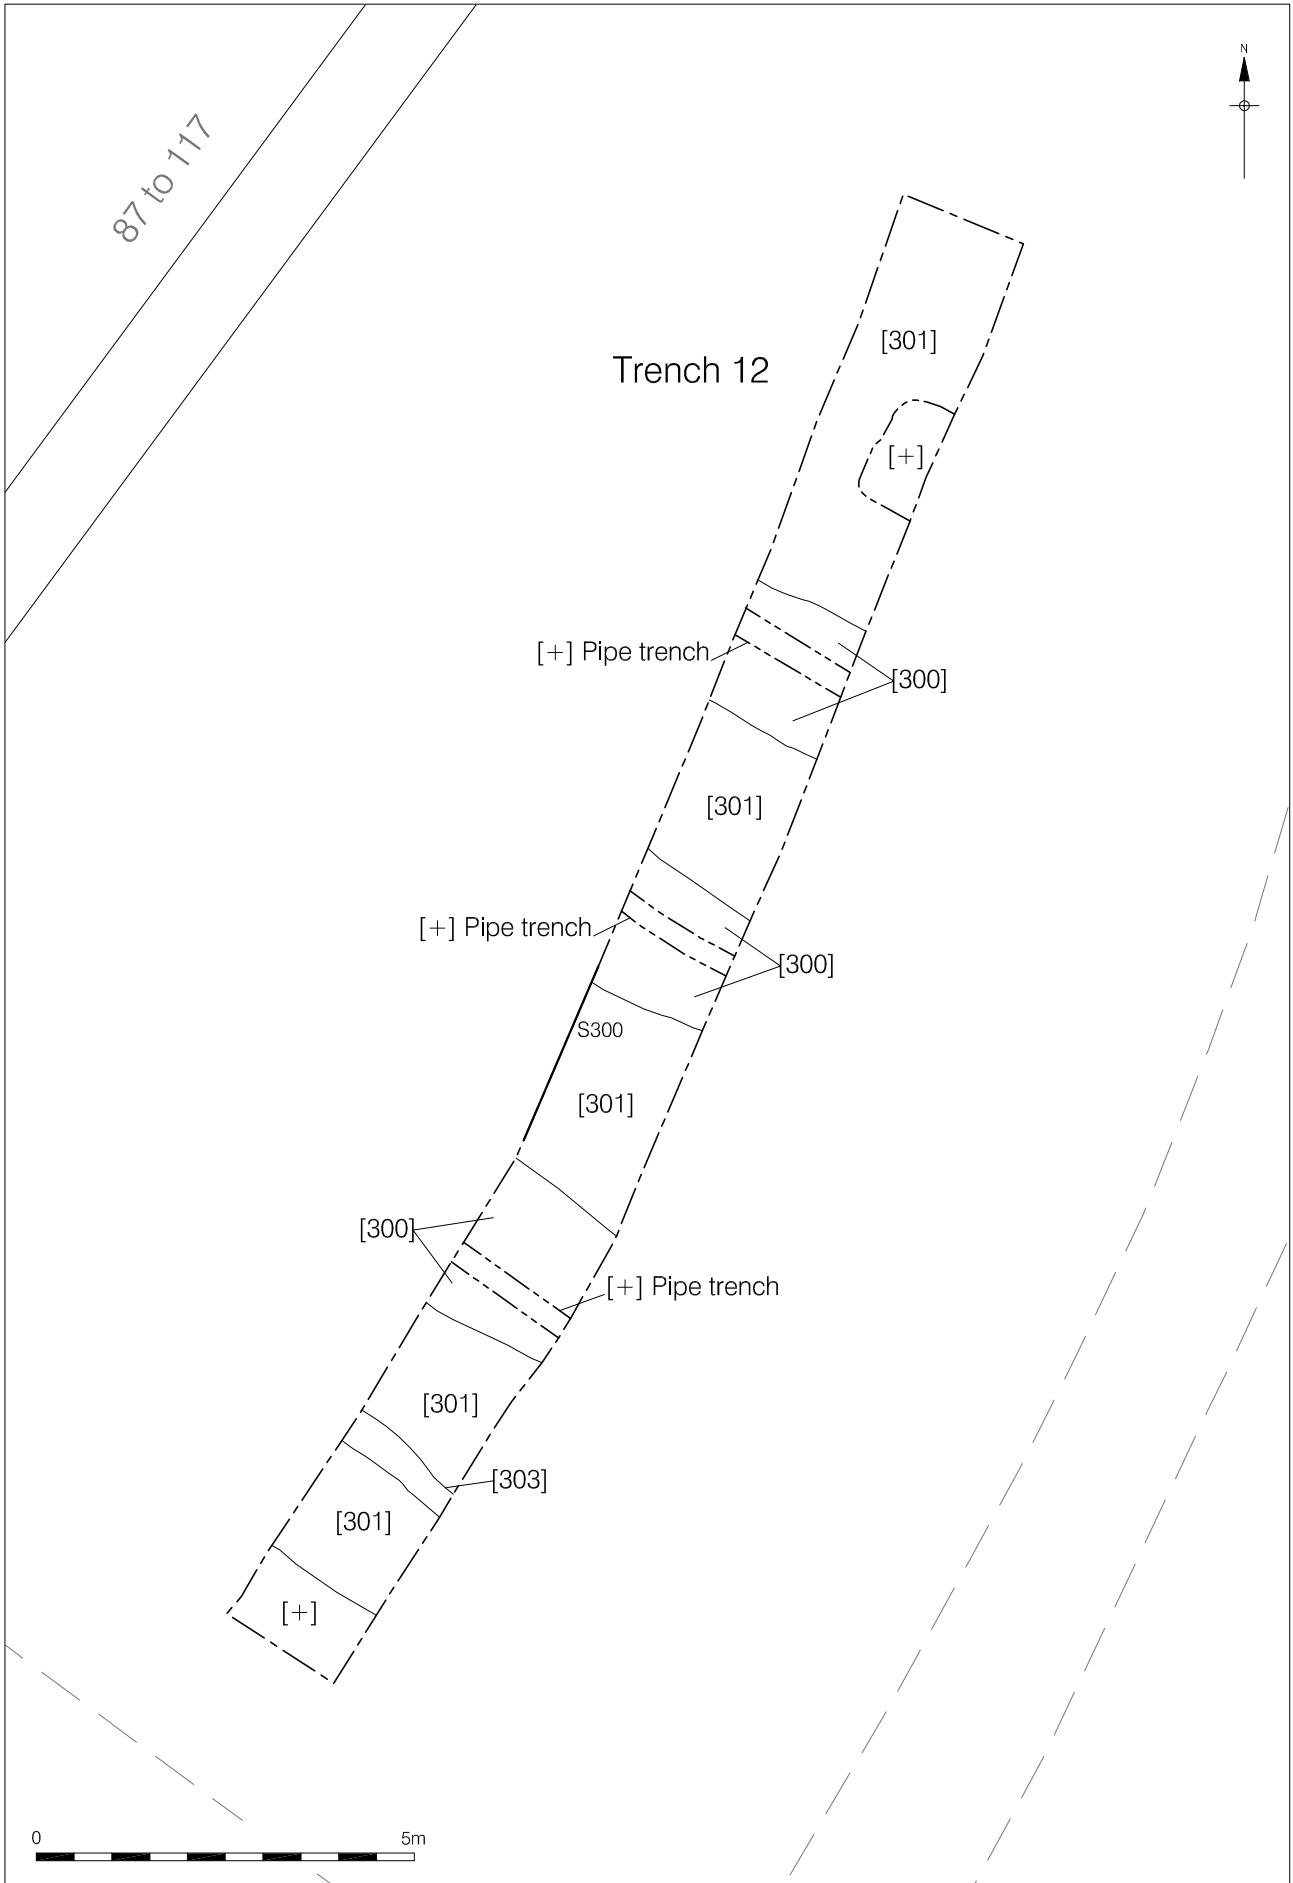 N
87 to 117
[301]
Trench 12
[+]
[+] Pipe trench
[300]
[301]
[+] Pipe trench
[300]
S300
[301]
[300]
[+] Pipe trench
[301]
[303]
[301]
[+]
0 5m